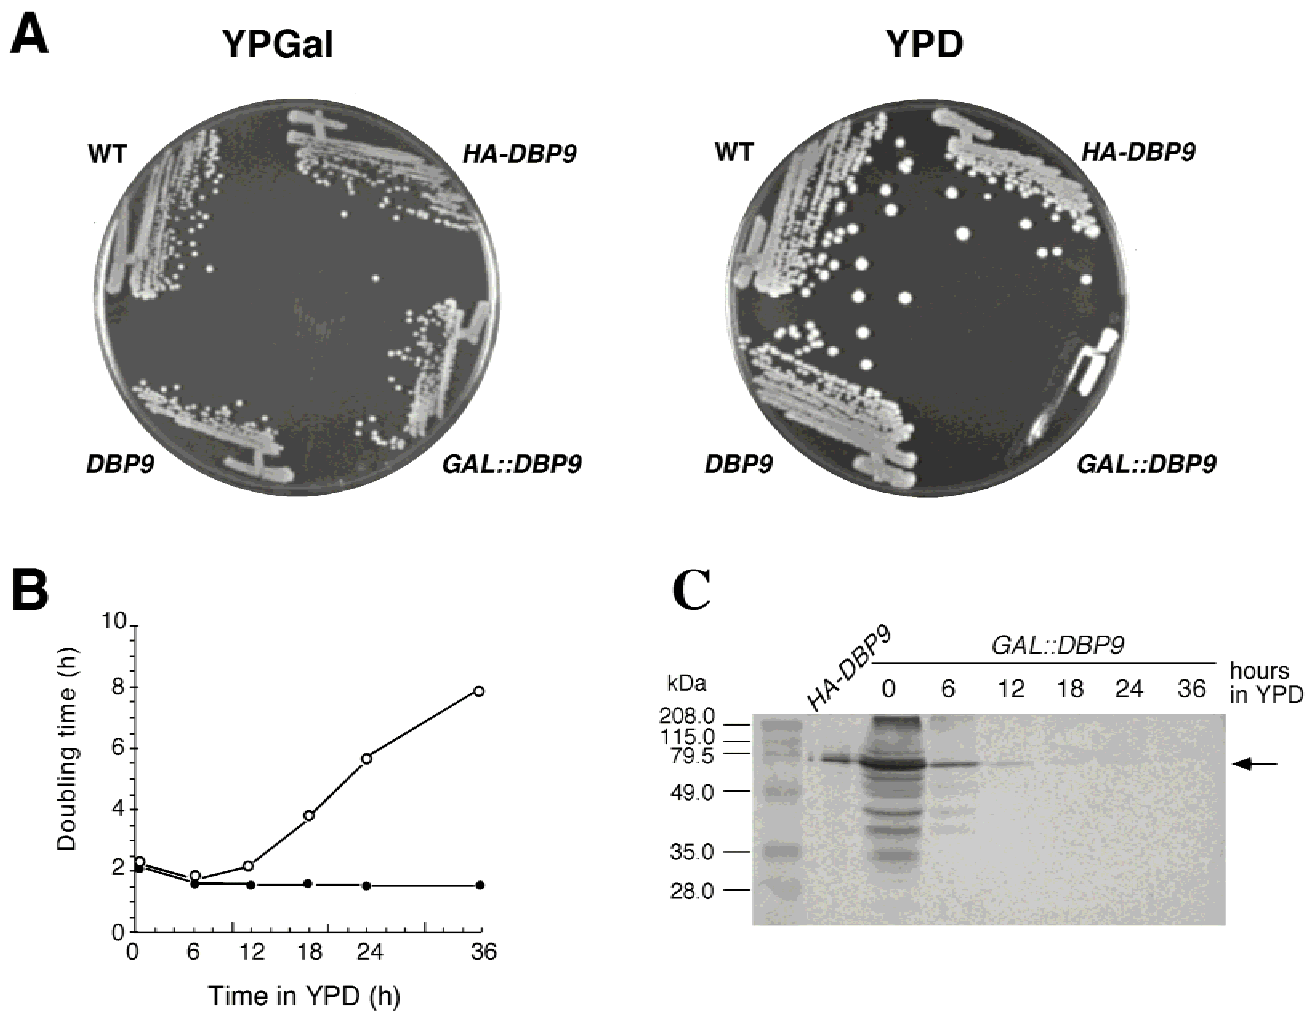 A
YPGal
YPD
WT
HA-DBP9
WT
HA-DBP9
DBP9
GAL::DBP9
DBP9
GAL::DBP9
B
10
8
6
4
2
0
Doubling time (h)
0 6 12 18 24 36
Time in YPD (h)
C
HA-DBP9
GAL::DBP9
kDa
0 6 12 18 24 36
hours
in YPD
208.0
115.0
79.5
49.0
35.0
28.0